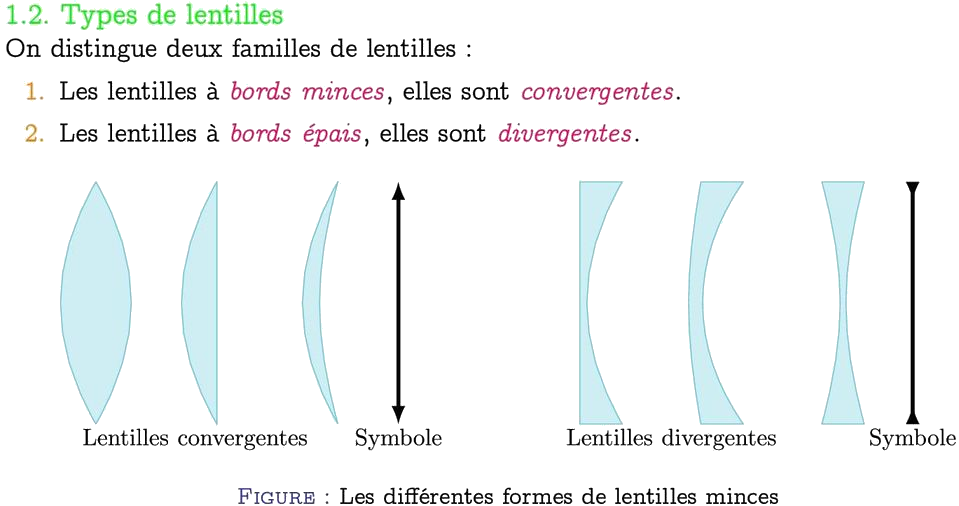 1.2. Types de lentilles
On distingue deux familles de lentilles :
1. Les lentilles à bords minces, elles sont convergentes.
2. Les lentilles à bords épais, elles sont divergentes.
Lentilles convergentes Symbole Lentilles divergentes Symbole
FIGURE : Les différentes formes de lentilles minces